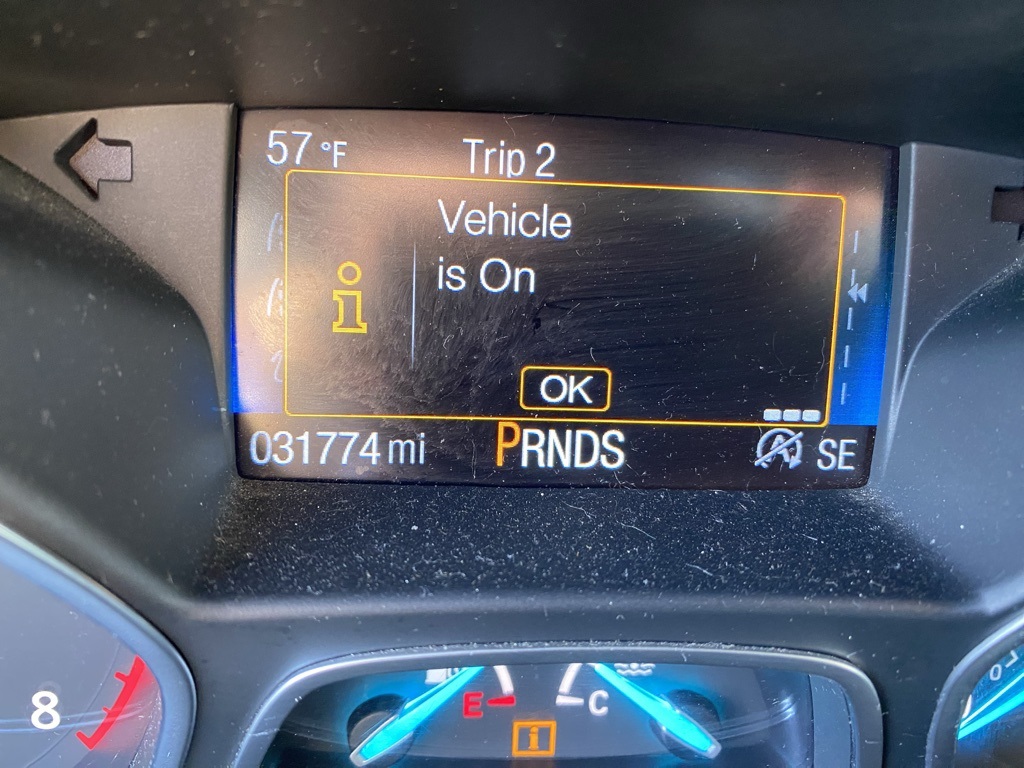 57 °F Trip 2
Vehicle
is On
i
OK
031774 mi PRNDS SE
E C
i
8